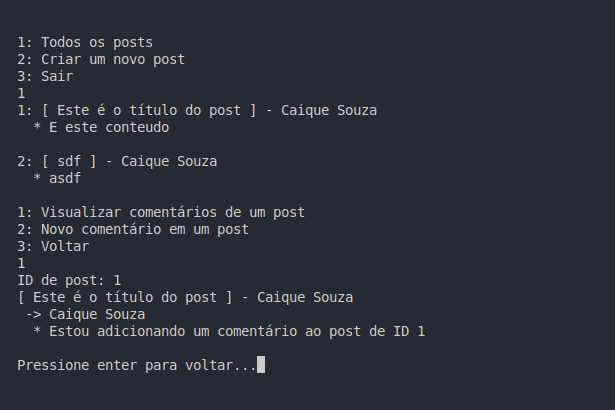 1: Todos os posts
2: Criar um novo post
3: Sair
1
1: [ Este é o título do post ] - Caique Souza
* E este conteudo
2: [ sdf ] - Caique Souza
* asdf
1: Visualizar comentários de um post
2: Novo comentário em um post
3: Voltar
1
ID de post: 1
[ Este é o título do post ] - Caique Souza
-> Caique Souza
* Estou adicionando um comentário ao post de ID 1
Pressione enter para voltar...